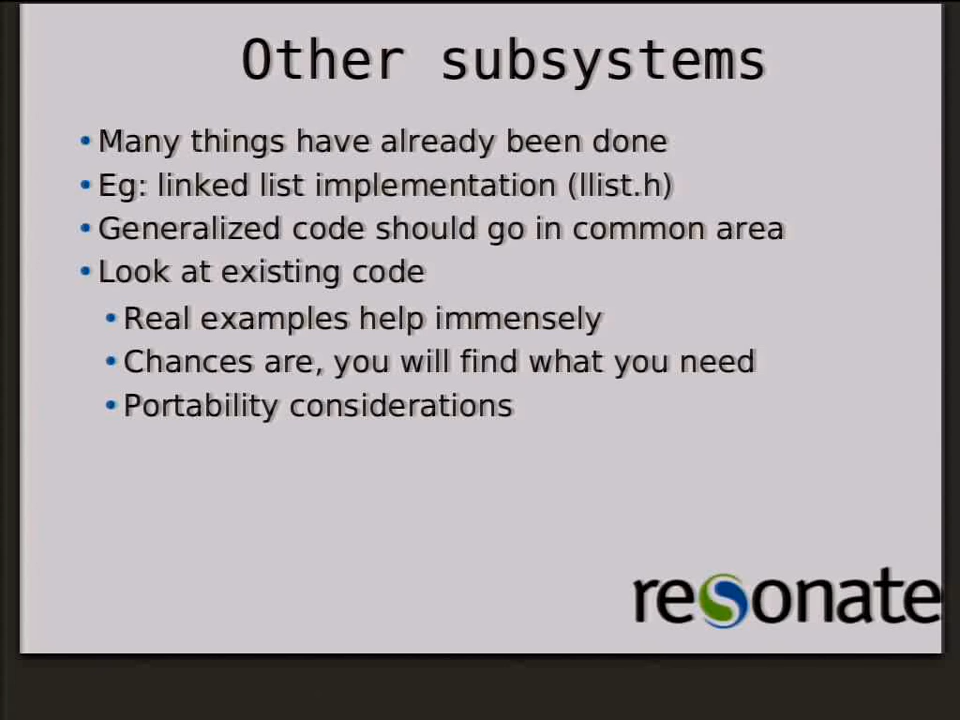 Other subsystems
Many things have already been done
Eg: linked list implementation (llist.h)
Generalized code should go in common area
Look at existing code
Real examples help immensely
Chances are, you will find what you need
Portability considerations
resonate